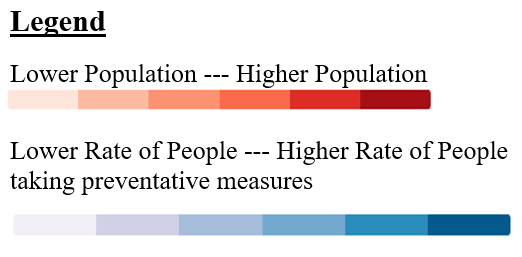 Legend
Lower Population --- Higher Population
Lower Rate of People --- Higher Rate of People
taking preventative measures